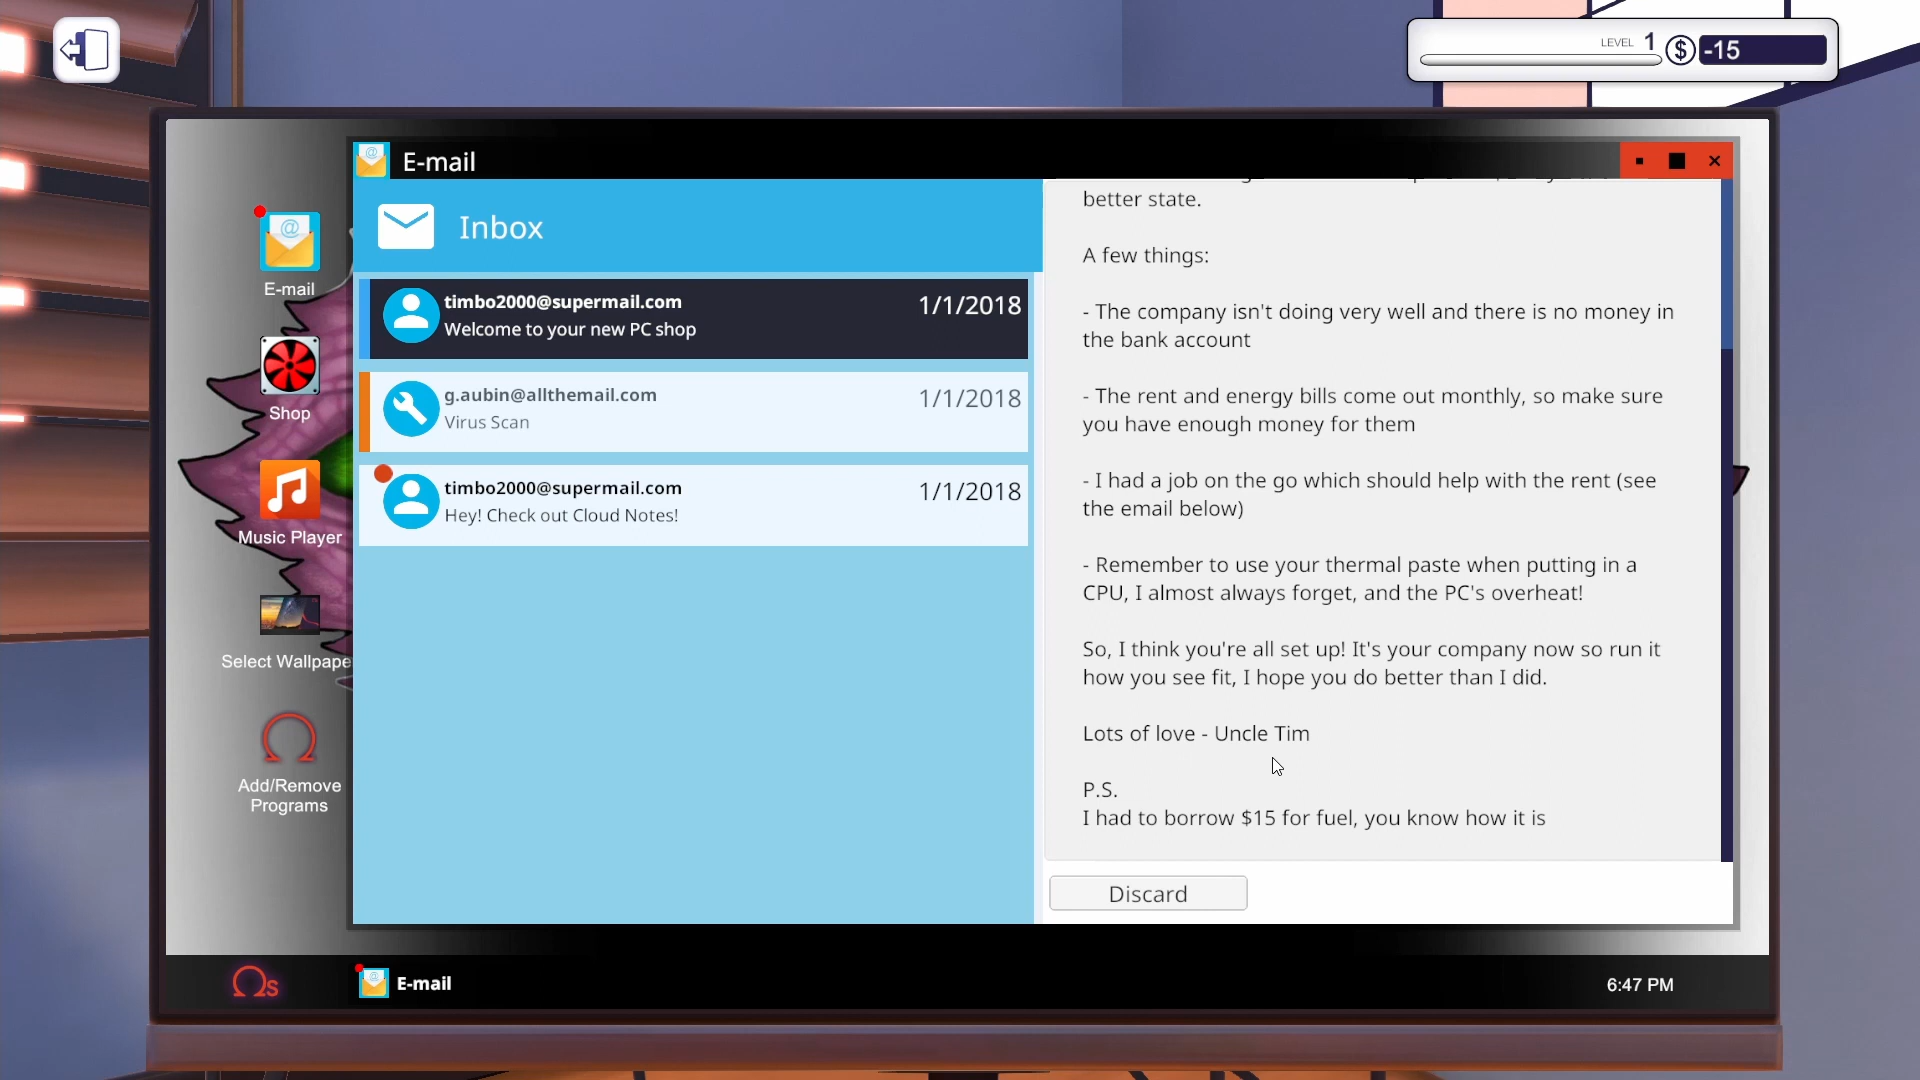 LEVEL 1 $ -15
E-mail
Inbox
timbo2000@supermail.com 1/1/2018
Welcome to your new PC shop
g.aubin@allthemail.com 1/1/2018
Virus Scan
timbo2000@supermail.com 1/1/2018
Hey! Check out Cloud Notes!
better state.
A few things:
- The company isn't doing very well and there is no money in
the bank account
- The rent and energy bills come out monthly, so make sure
you have enough money for them
- I had a job on the go which should help with the rent (see
the email below)
- Remember to use your thermal paste when putting in a
CPU, I almost always forget, and the PC's overheat!
So, I think you're all set up! It's your company now so run it
how you see fit, I hope you do better than I did.
Lots of love - Uncle Tim
P.S.
I had to borrow $15 for fuel, you know how it is
Discard
E-mail
Shop
Music Player
Select Wallpape
Add/Remove
Programs
Ωs
E-mail
6:47 PM